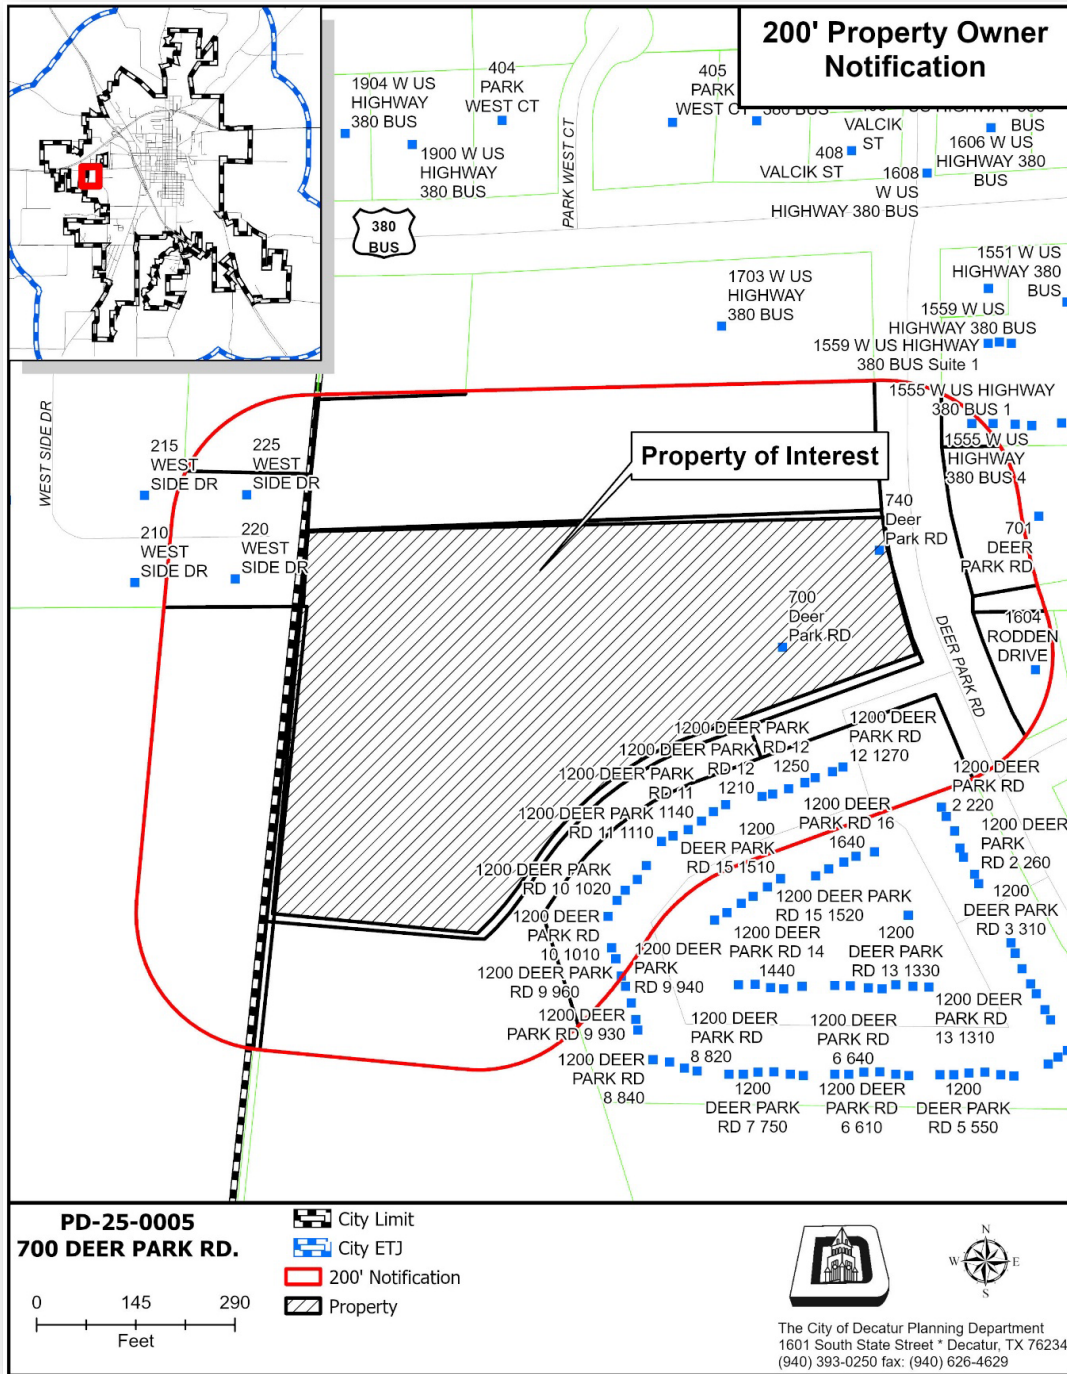 200' Property Owner
Notification
1904 W US
HIGHWAY
380 BUS
404
PARK
WEST CT
405
PARK
WEST CT
380 BUS
BUS
1900 W US
HIGHWAY
380 BUS
PARK WEST CT
VALCIK
ST
408
VALCIK ST
1606 W US
HIGHWAY 380
BUS
1608
W US
HIGHWAY 380 BUS
380
BUS
1703 W US
HIGHWAY
380 BUS
1551 W US
HIGHWAY 380
BUS
1559 W US
HIGHWAY 380 BUS
1559 W US HIGHWAY
380 BUS Suite 1
1555 W US HIGHWAY
380 BUS 1
1555 W US
HIGHWAY
380 BUS 4
WEST SIDE DR
215
WEST
SIDE DR
225
WEST
SIDE DR
210
WEST
SIDE DR
220
WEST
SIDE DR
Property of Interest
740
Deer
Park RD
701
DEER
PARK RD
700
Deer
Park RD
1604
RODDEN
DRIVE
DEER PARK RD
1200 DEER PARK
RD 12
1250
1200 DEER
PARK RD
12 1270
1200 DEER PARK
RD 12
1210
1200 DEER PARK
RD 11
1140
1200 DEER PARK
RD 11 1110
1200 DEER
PARK RD
2 220
1200 DEER
PARK RD 16
1640
1200
DEER PARK
RD 15 1510
1200 DEER
PARK
RD 2 260
1200 DEER PARK
RD 10 1020
1200 DEER PARK
RD 15 1520
1200
DEER PARK
RD 3 310
1200 DEER
PARK RD
10 1010
1200 DEER
PARK
RD 9 940
1200 DEER
PARK RD 14
1440
1200
DEER PARK
RD 13 1330
1200 DEER PARK
RD 9 960
1200 DEER
PARK RD 9 930
1200 DEER
PARK RD
8 820
1200 DEER
PARK RD
6 640
1200 DEER
PARK RD
13 1310
1200 DEER
PARK RD
8 840
1200
DEER PARK
RD 7 750
1200 DEER
PARK RD
6 610
1200
DEER PARK
RD 5 550
PD-25-0005
700 DEER PARK RD.
0 145 290
Feet
City Limit
City ETJ
200' Notification
Property
N
W E
S
The City of Decatur Planning Department
1601 South State Street * Decatur, TX 76234
(940) 393-0250 fax: (940) 626-4629